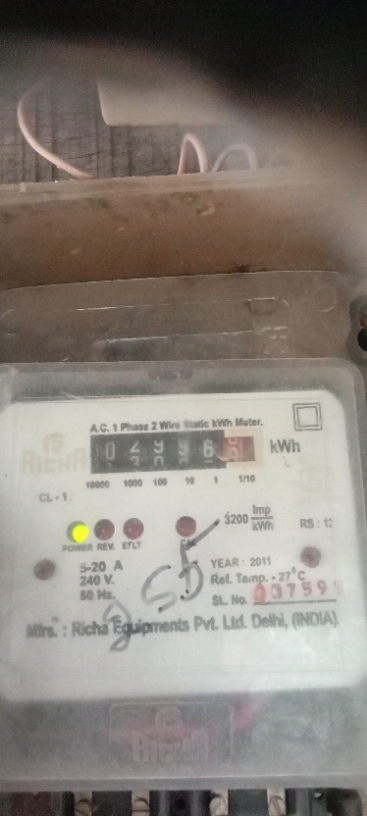 A.C. 1 Phase 2 Wire Static kWh Meter.
kWh
10000 1000 100 10 1 1/10
CL - 1
3200 Imp/kWh
POWER REV. EFLT CAL
5-20 A
240 V.
50 Hz.
YEAR : 2011
Ref. Temp. - 27°C
SL. No.
Mfrs. : Richa Equipments Pvt. Ltd. Delhi, (INDIA)